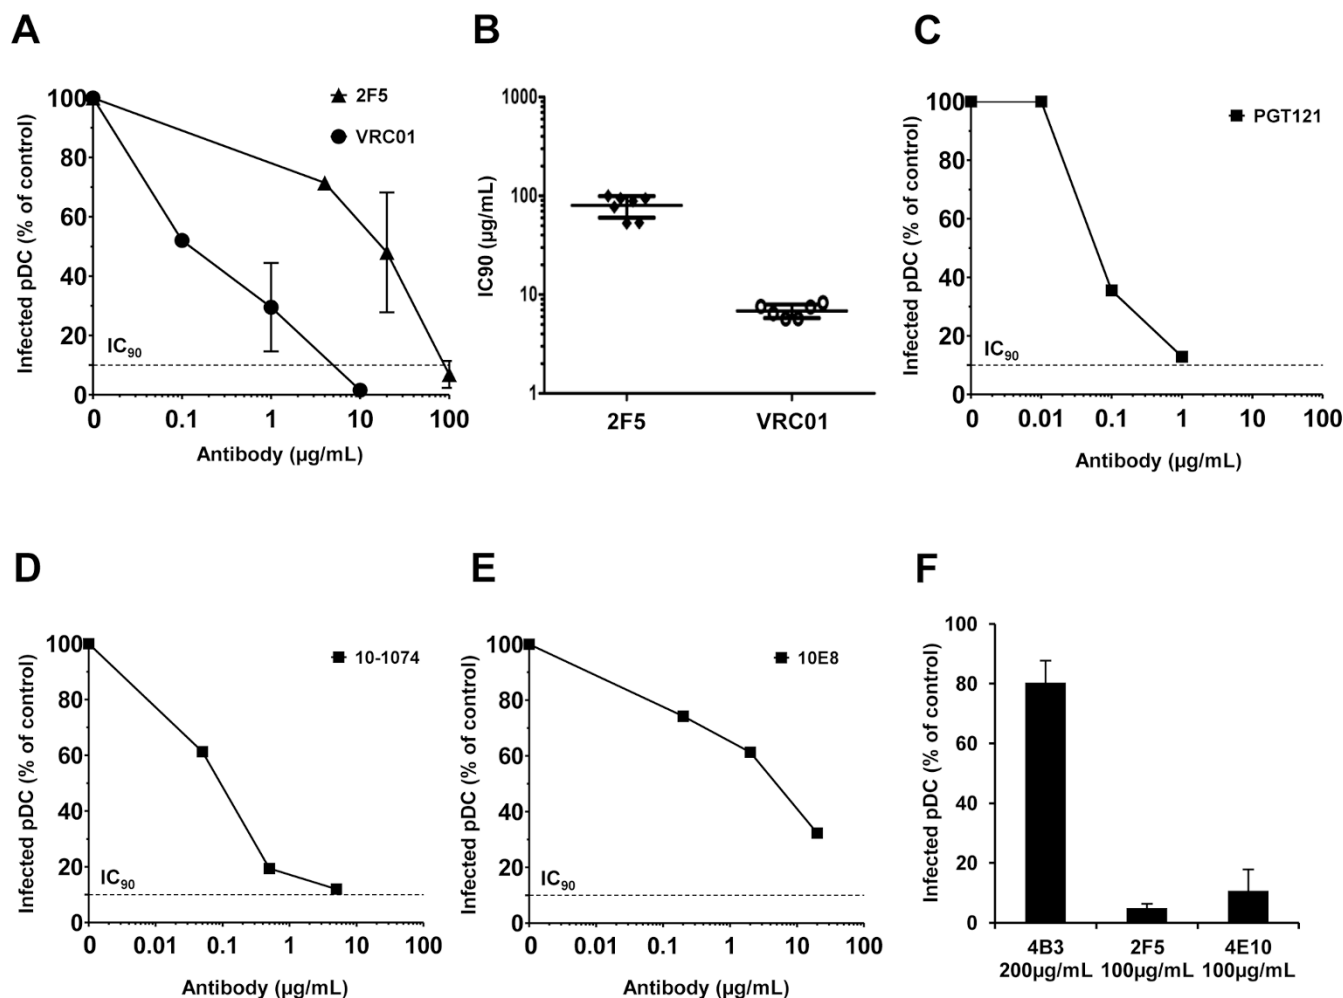 A
2F5
VRC01
Infected pDC (% of control)
100
80
60
40
20
0
IC90
0
0.1
1
10
100
Antibody (µg/mL)
B
IC90 (µg/mL)
1000
100
10
1
2F5
VRC01
C
PGT121
Infected pDC (% of control)
100
80
60
40
20
0
IC90
0
0.01
0.1
1
10
100
Antibody (µg/mL)
D
10-1074
Infected pDC (% of control)
100
80
60
40
20
0
IC90
0
0.01
0.1
1
10
100
Antibody (µg/mL)
E
10E8
Infected pDC (% of control)
100
80
60
40
20
0
IC90
0
0.01
0.1
1
10
100
Antibody (µg/mL)
F
Infected pDC (% of control)
100
80
60
40
20
0
4B3
200µg/mL
2F5
100µg/mL
4E10
100µg/mL